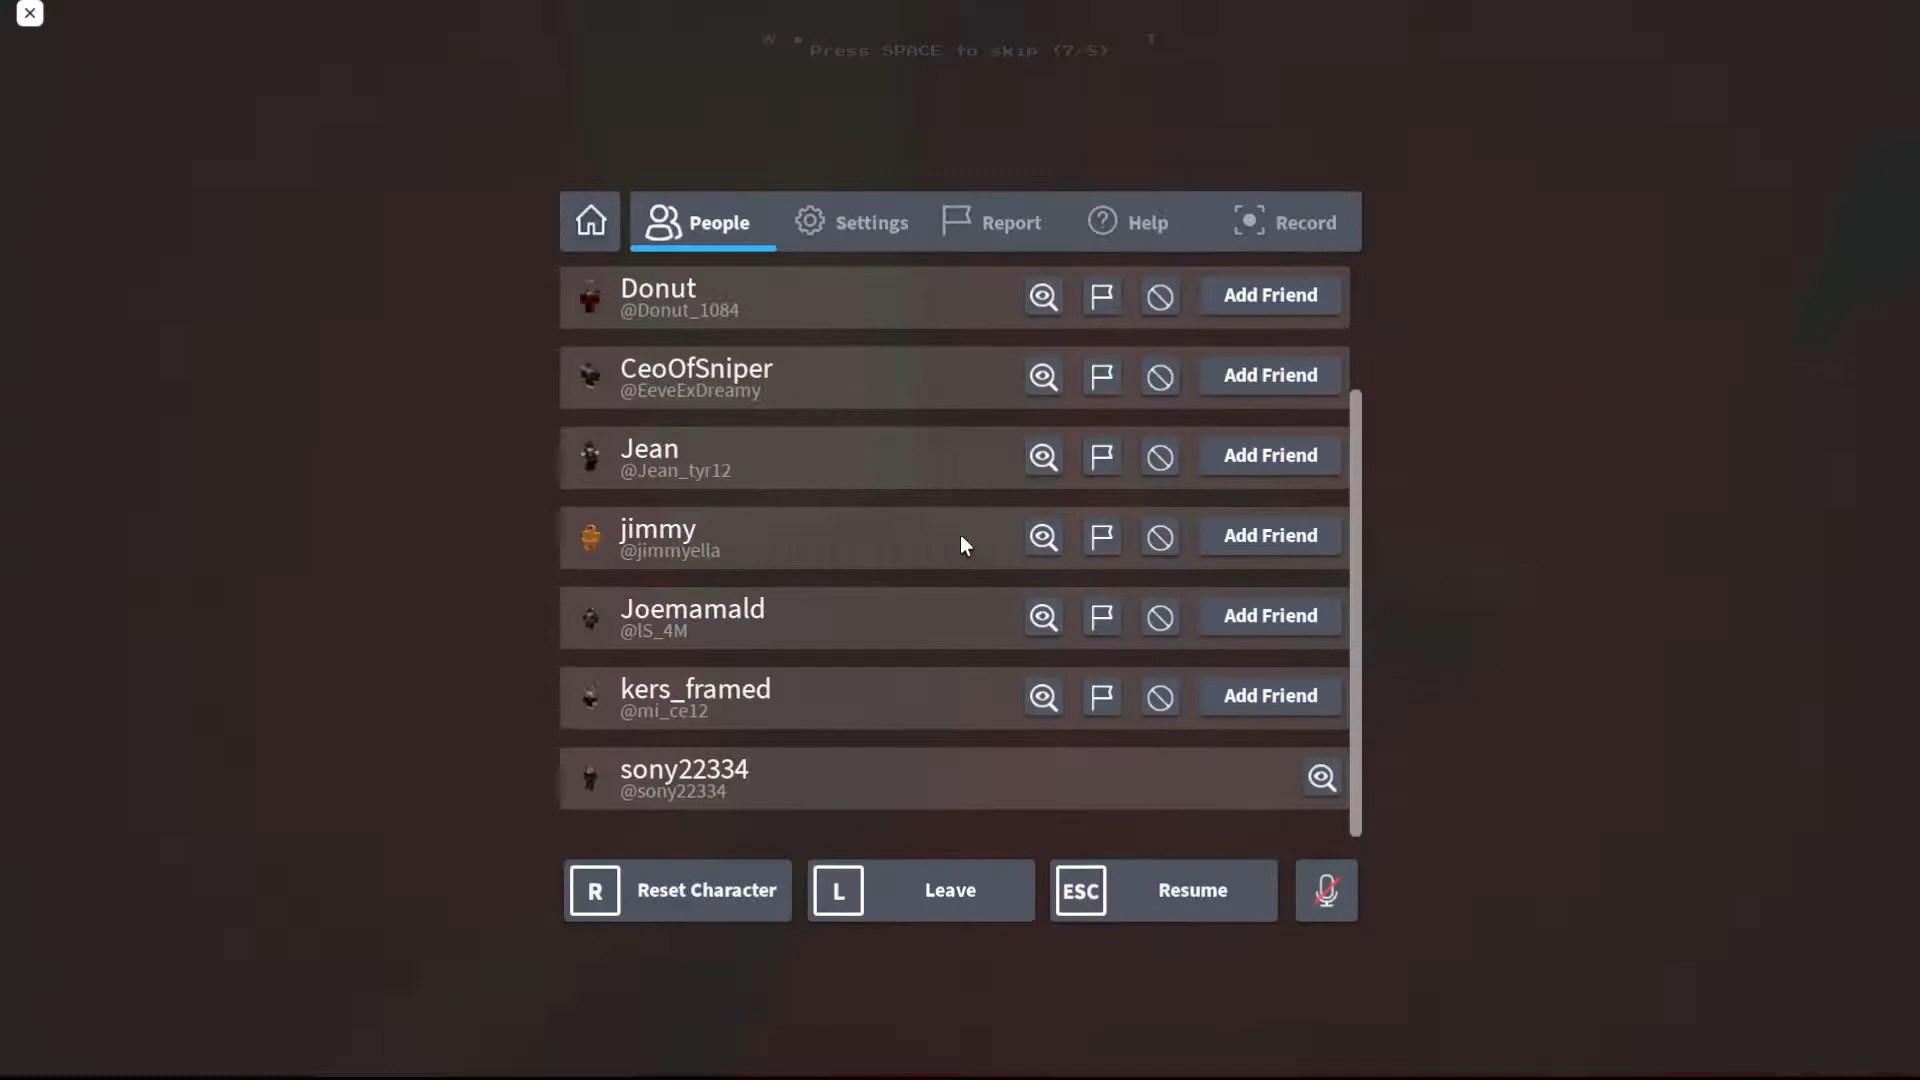 Press SPACE to skip (7/8)
People
Settings
Report
Help
Record
Donut
@Donut_1084
Add Friend
CeoOfSniper
@EeveExDreamy
Add Friend
Jean
@Jean_tyr12
Add Friend
jimmy
@jimmyella
Add Friend
Joemamald
@lS_4M
Add Friend
kers_framed
@mi_ce12
Add Friend
sony22334
@sony22334
R Reset Character
L Leave
ESC Resume